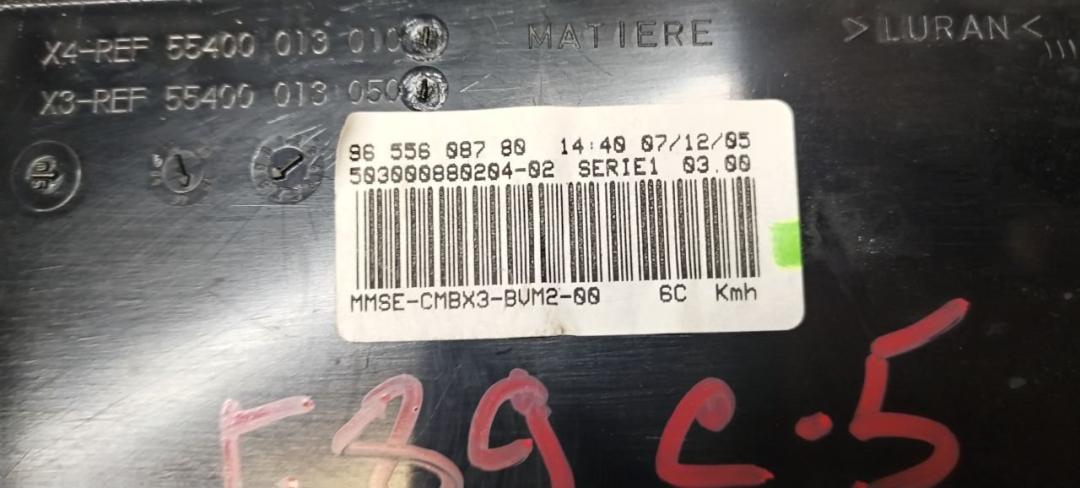 X4-REF 55400 013 010
MATIERE
>LURAN<
X3-REF 55400 013 050
96 556 087 80 14:40 07/12/05
503000880204-02 SERIE1 03.00
MMSE-CMBX3-BVM2-00 6C Kmh